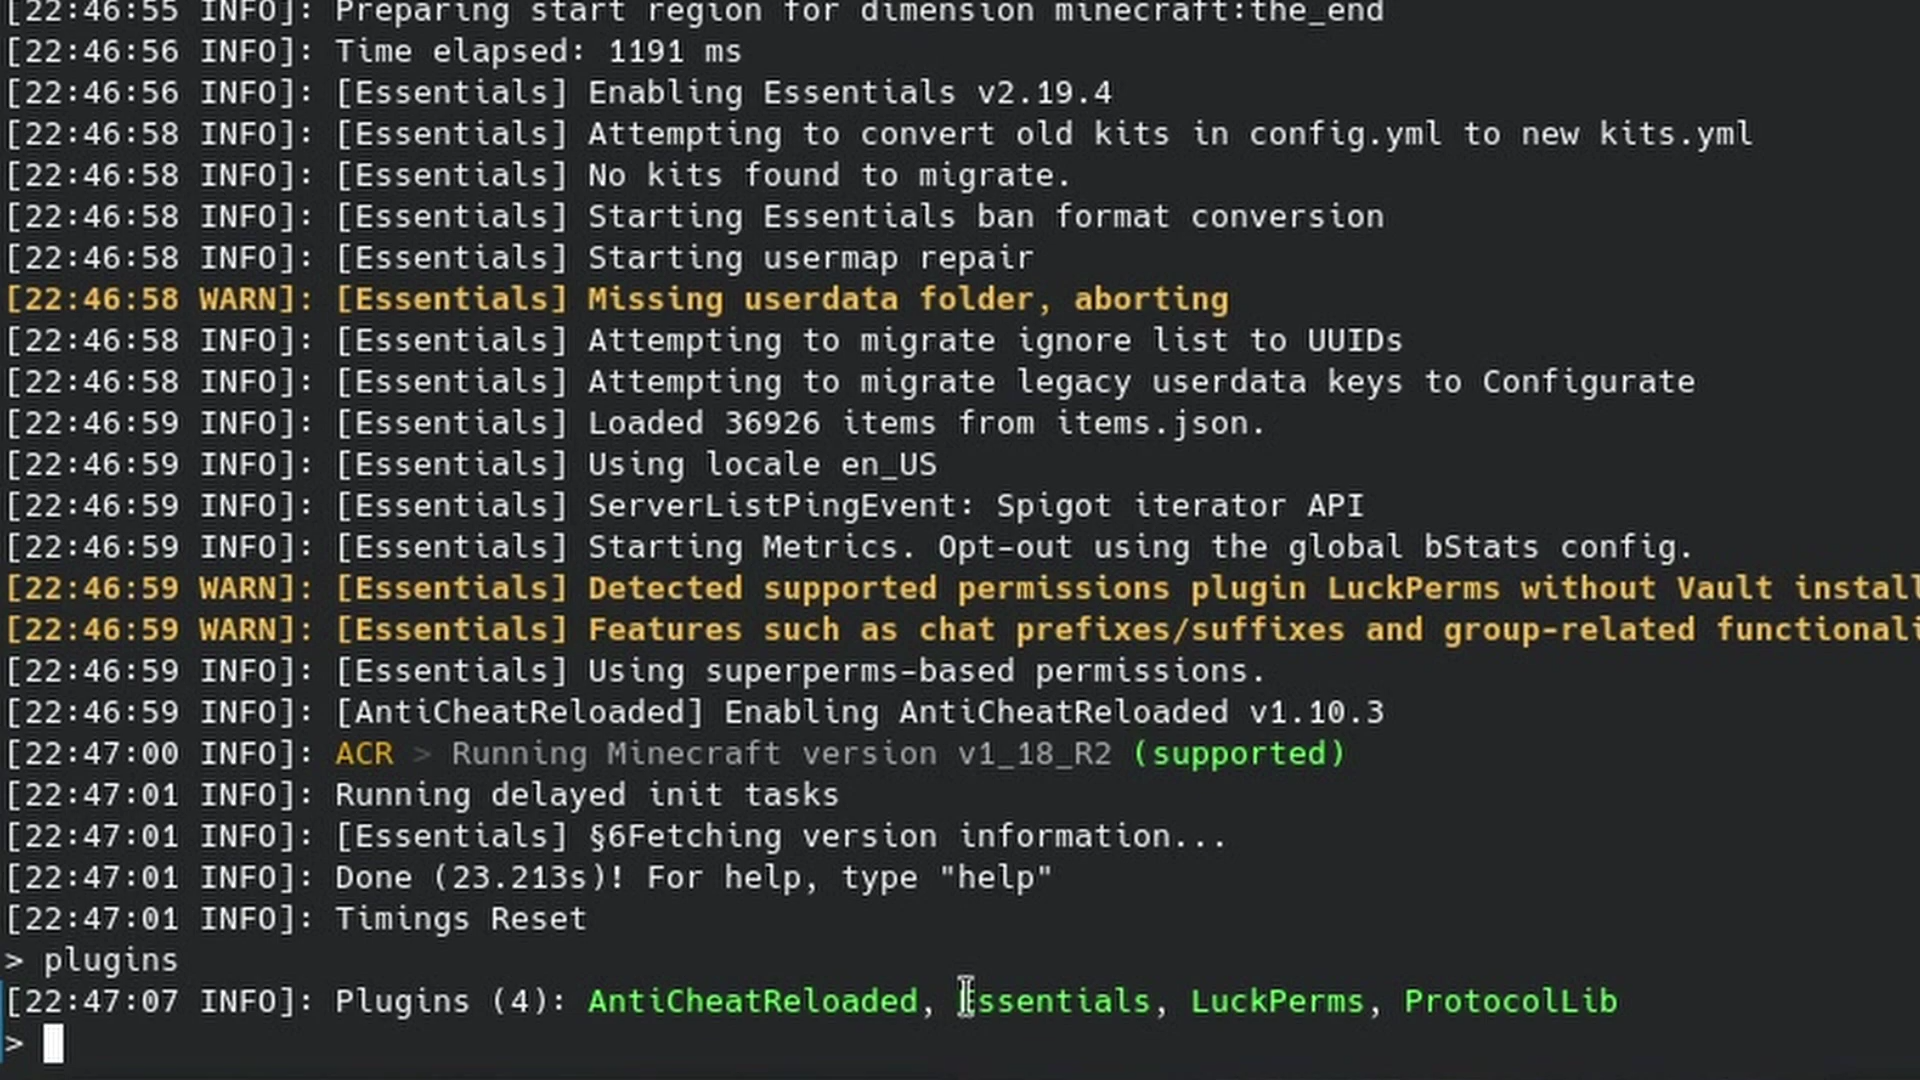 [22:46:55 INFO]: Preparing start region for dimension minecraft:the_end
[22:46:56 INFO]: Time elapsed: 1191 ms
[22:46:56 INFO]: [Essentials] Enabling Essentials v2.19.4
[22:46:58 INFO]: [Essentials] Attempting to convert old kits in config.yml to new kits.yml
[22:46:58 INFO]: [Essentials] No kits found to migrate.
[22:46:58 INFO]: [Essentials] Starting Essentials ban format conversion
[22:46:58 INFO]: [Essentials] Starting usermap repair
[22:46:58 WARN]: [Essentials] Missing userdata folder, aborting
[22:46:58 INFO]: [Essentials] Attempting to migrate ignore list to UUIDs
[22:46:58 INFO]: [Essentials] Attempting to migrate legacy userdata keys to Configurate
[22:46:59 INFO]: [Essentials] Loaded 36926 items from items.json.
[22:46:59 INFO]: [Essentials] Using locale en_US
[22:46:59 INFO]: [Essentials] ServerListPingEvent: Spigot iterator API
[22:46:59 INFO]: [Essentials] Starting Metrics. Opt-out using the global bStats config.
[22:46:59 WARN]: [Essentials] Detected supported permissions plugin LuckPerms without Vault install
[22:46:59 WARN]: [Essentials] Features such as chat prefixes/suffixes and group-related functionali
[22:46:59 INFO]: [Essentials] Using superperms-based permissions.
[22:46:59 INFO]: [AntiCheatReloaded] Enabling AntiCheatReloaded v1.10.3
[22:47:00 INFO]: ACR > Running Minecraft version v1_18_R2 (supported)
[22:47:01 INFO]: Running delayed init tasks
[22:47:01 INFO]: [Essentials] §6Fetching version information...
[22:47:01 INFO]: Done (23.213s)! For help, type "help"
[22:47:01 INFO]: Timings Reset
> plugins
[22:47:07 INFO]: Plugins (4): AntiCheatReloaded, Essentials, LuckPerms, ProtocolLib
>